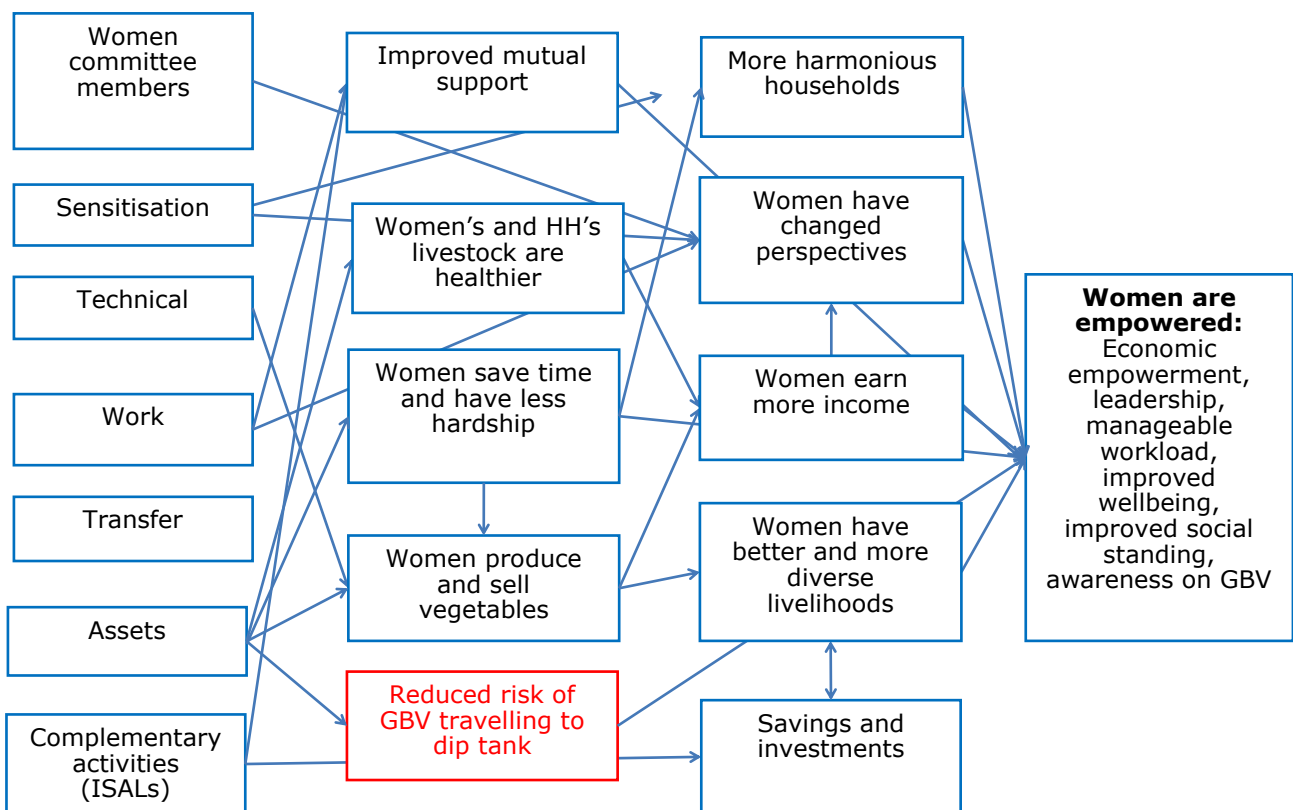 Women
committee
members
Sensitisation
Technical
Work
Transfer
Assets
Complementary
activities
(ISALs)
Improved mutual
support
Women’s and HH’s
livestock are
healthier
Women save time
and have less
hardship
Women produce
and sell
vegetables
Reduced risk of
GBV travelling to
dip tank
More harmonious
households
Women have
changed
perspectives
Women earn
more income
Women have
better and more
diverse
livelihoods
Savings and
investments
Women are
empowered:
Economic
empowerment,
leadership,
manageable
workload,
improved
wellbeing,
improved social
standing,
awareness on GBV